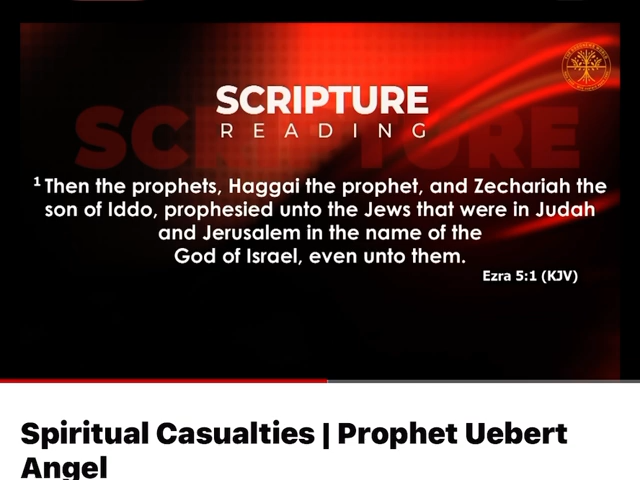 SCRIPTURE
READING
1 Then the prophets, Haggai the prophet, and Zechariah the
son of Iddo, prophesied unto the Jews that were in Judah
and Jerusalem in the name of the
God of Israel, even unto them.
Ezra 5:1 (KJV)
Spiritual Casualties | Prophet Uebert
Angel